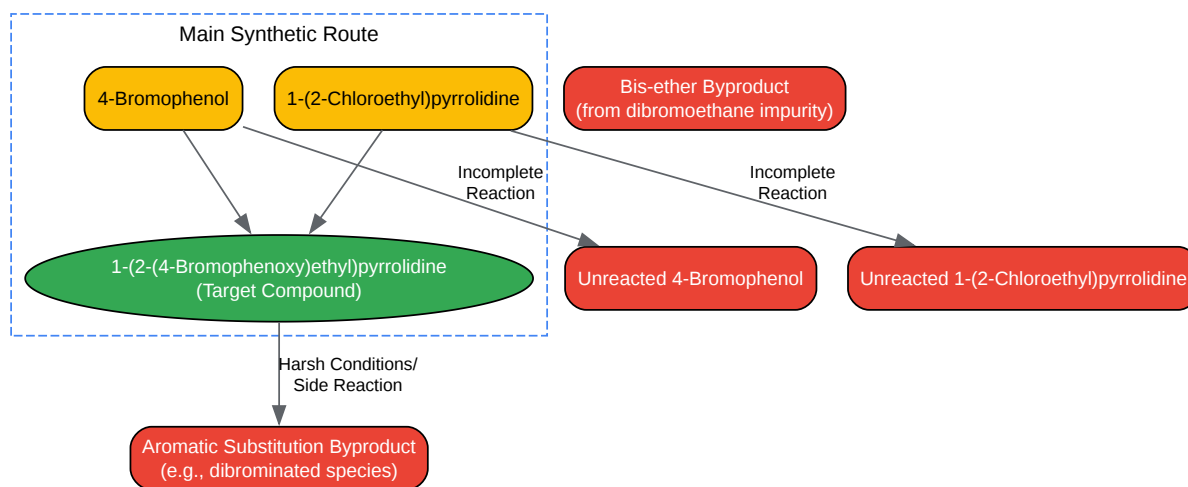 Main Synthetic Route
4-Bromophenol
1-(2-Chloroethyl)pyrrolidine
Bis-ether Byproduct
(from dibromoethane impurity)
Incomplete
Reaction
Incomplete
Reaction
1-(2-(4-Bromophenoxy)ethyl)pyrrolidine
(Target Compound)
Unreacted 4-Bromophenol
Unreacted 1-(2-Chloroethyl)pyrrolidine
Harsh Conditions/
Side Reaction
Aromatic Substitution Byproduct
(e.g., dibrominated species)